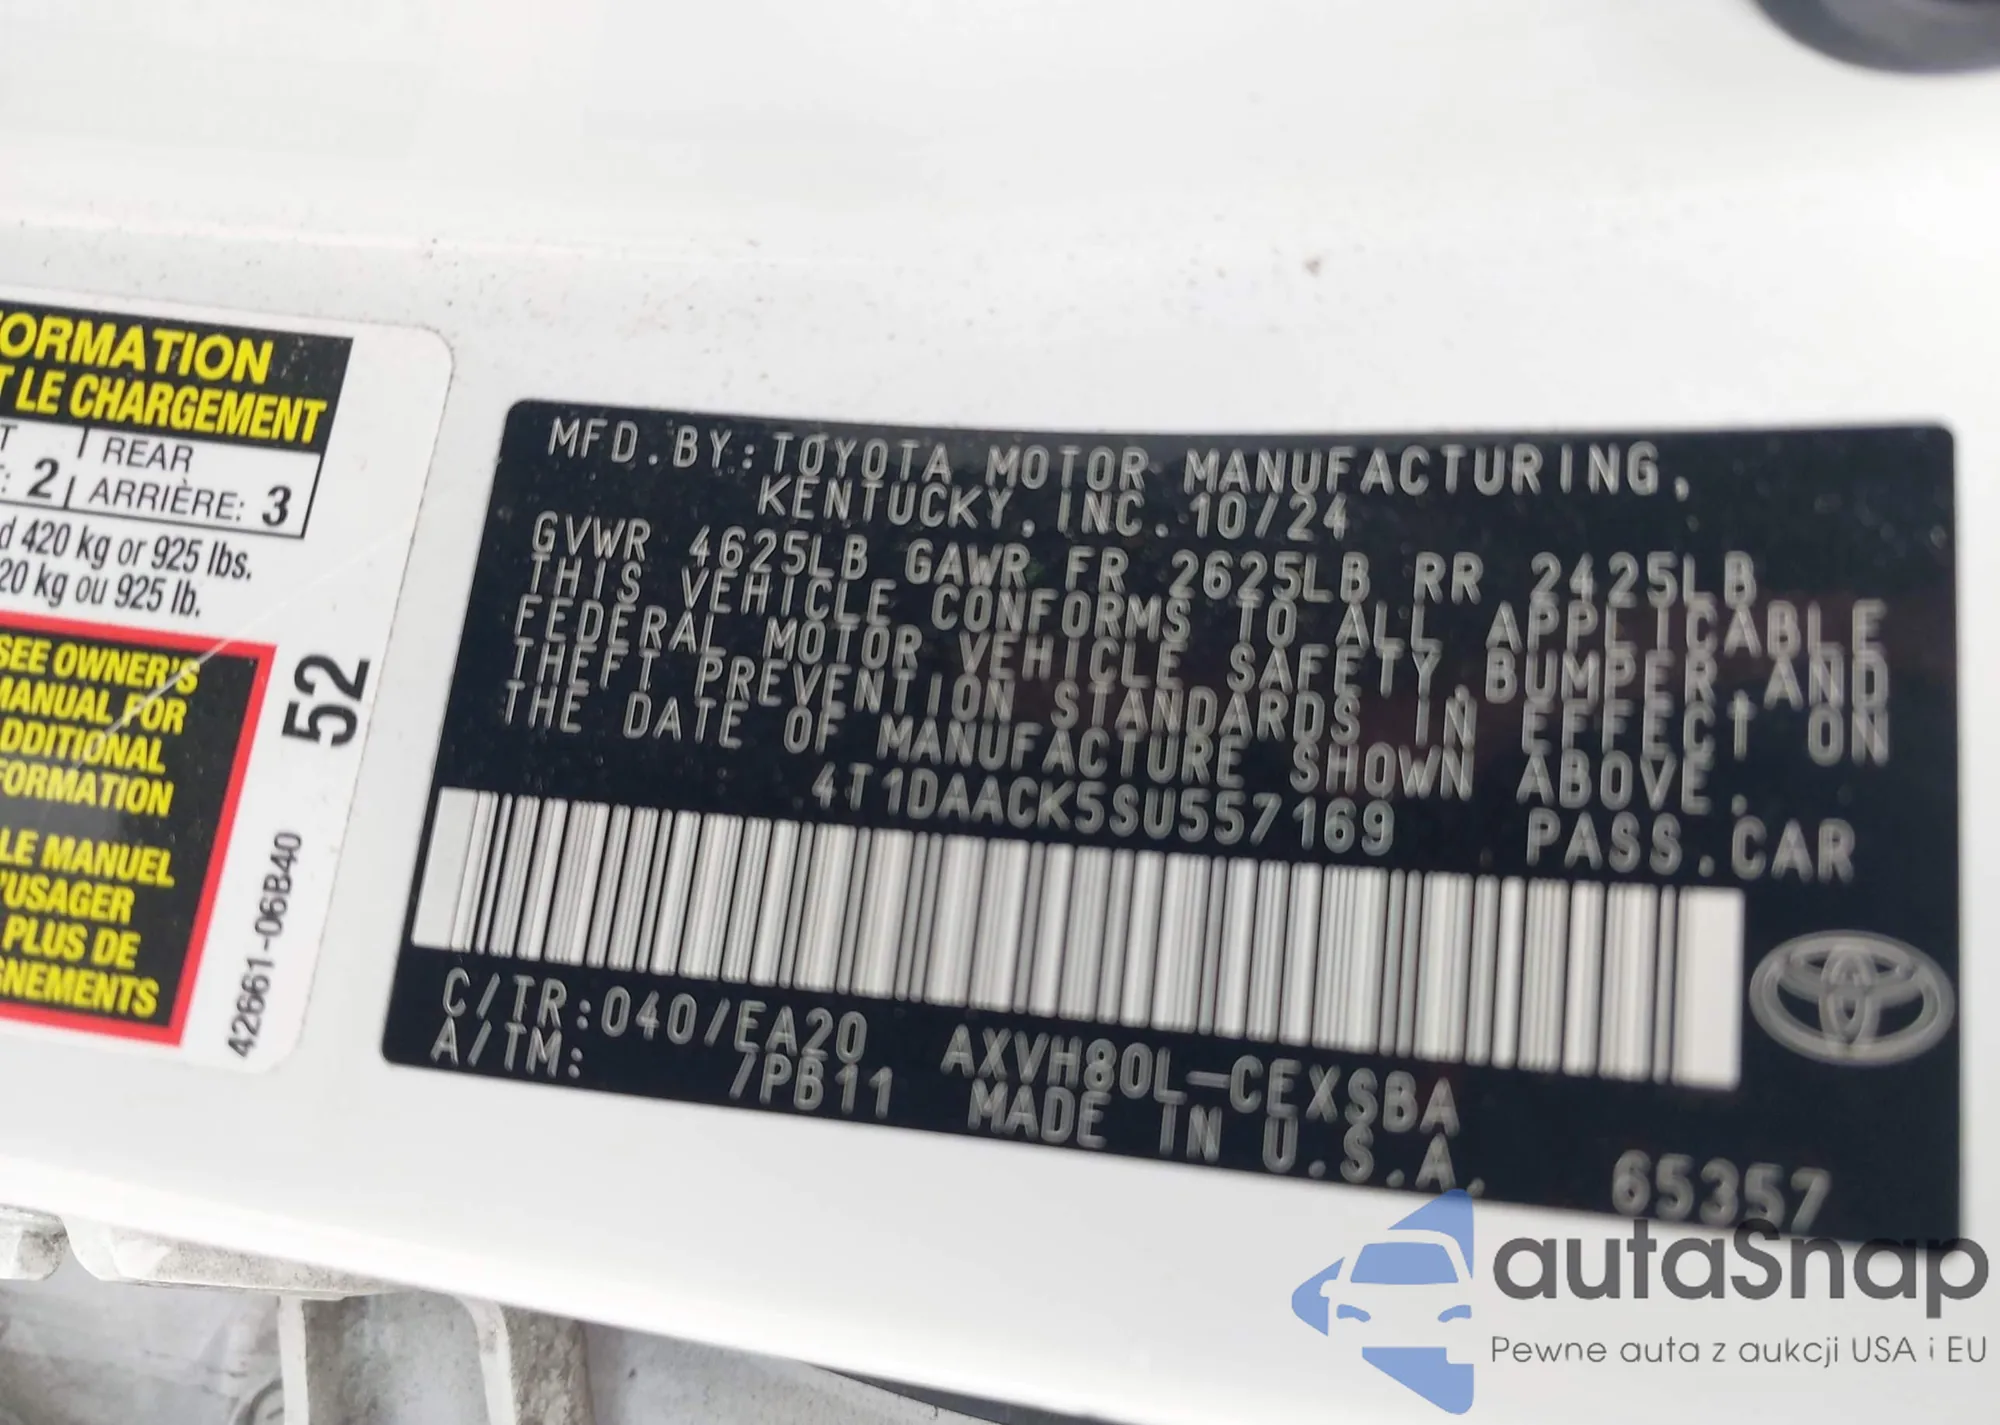 ORMATION
T LE CHARGEMENT
T REAR
: 2 ARRIÈRE: 3
d 420 kg or 925 lbs.
20 kg ou 925 lb.
SEE OWNER'S
MANUAL FOR
DDITIONAL
FORMATION
LE MANUEL
'USAGER
PLUS DE
GNEMENTS
52
42661-06B40
MFD.BY:TOYOTA MOTOR MANUFACTURING,
KENTUCKY, INC. 10/24
GVWR 4625LB GAWR FR 2625LB RR 2425LB
THIS VEHICLE CONFORMS TO ALL APPLICABLE
FEDERAL MOTOR VEHICLE SAFETY, BUMPER, AND
THEFT PREVENTION STANDARDS IN EFFECT ON
THE DATE OF MANUFACTURE SHOWN ABOVE.
4T1DAACK5SU557169 PASS.CAR
C/TR:040/EA20 AXVH80L-CEXSBA
A/TM: /PB11 MADE IN U.S.A. 65357
autaSnap
Pewne auta z aukcji USA i EU